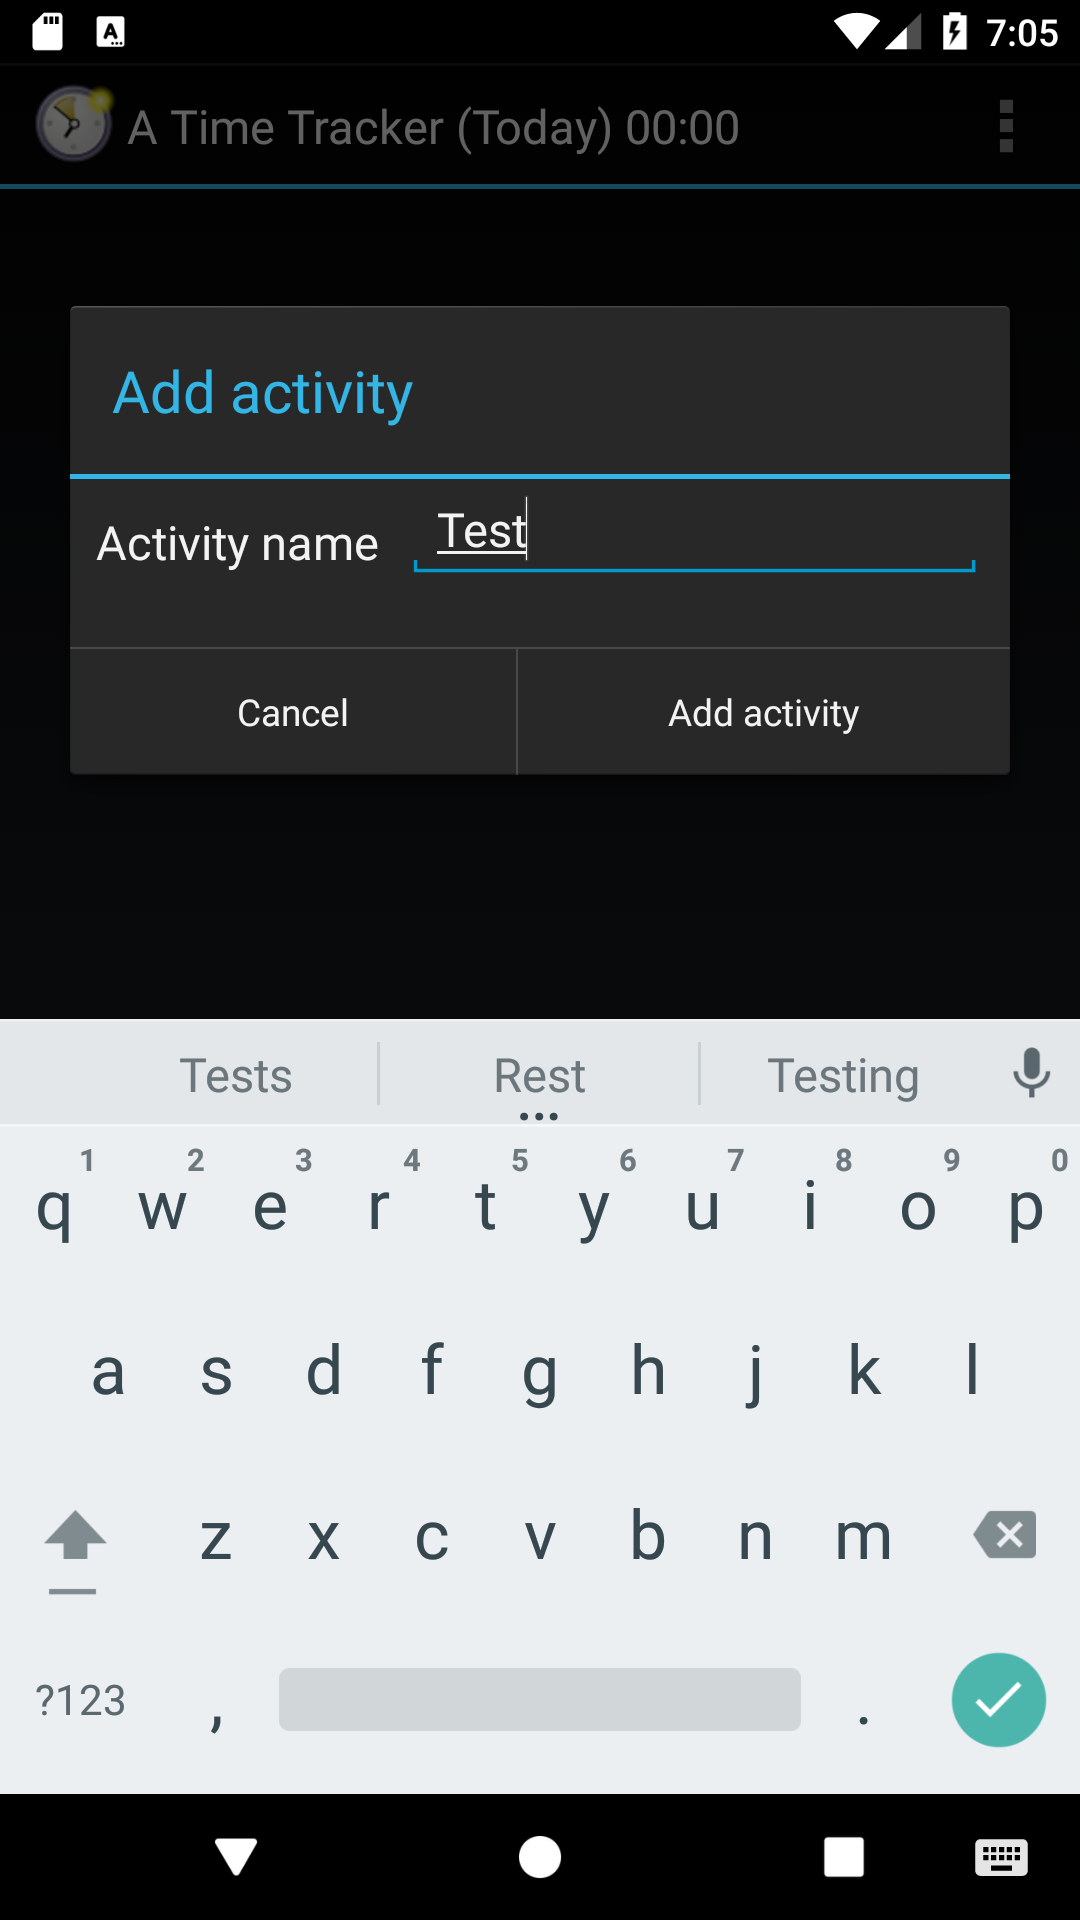 7:05
A Time Tracker (Today) 00:00
Add activity
Activity name Test
Cancel Add activity
Tests Rest Testing
1 2 3 4 5 6 7 8 9 0
q w e r t y u i o p
a s d f g h j k l
z x c v b n m
?123 , .